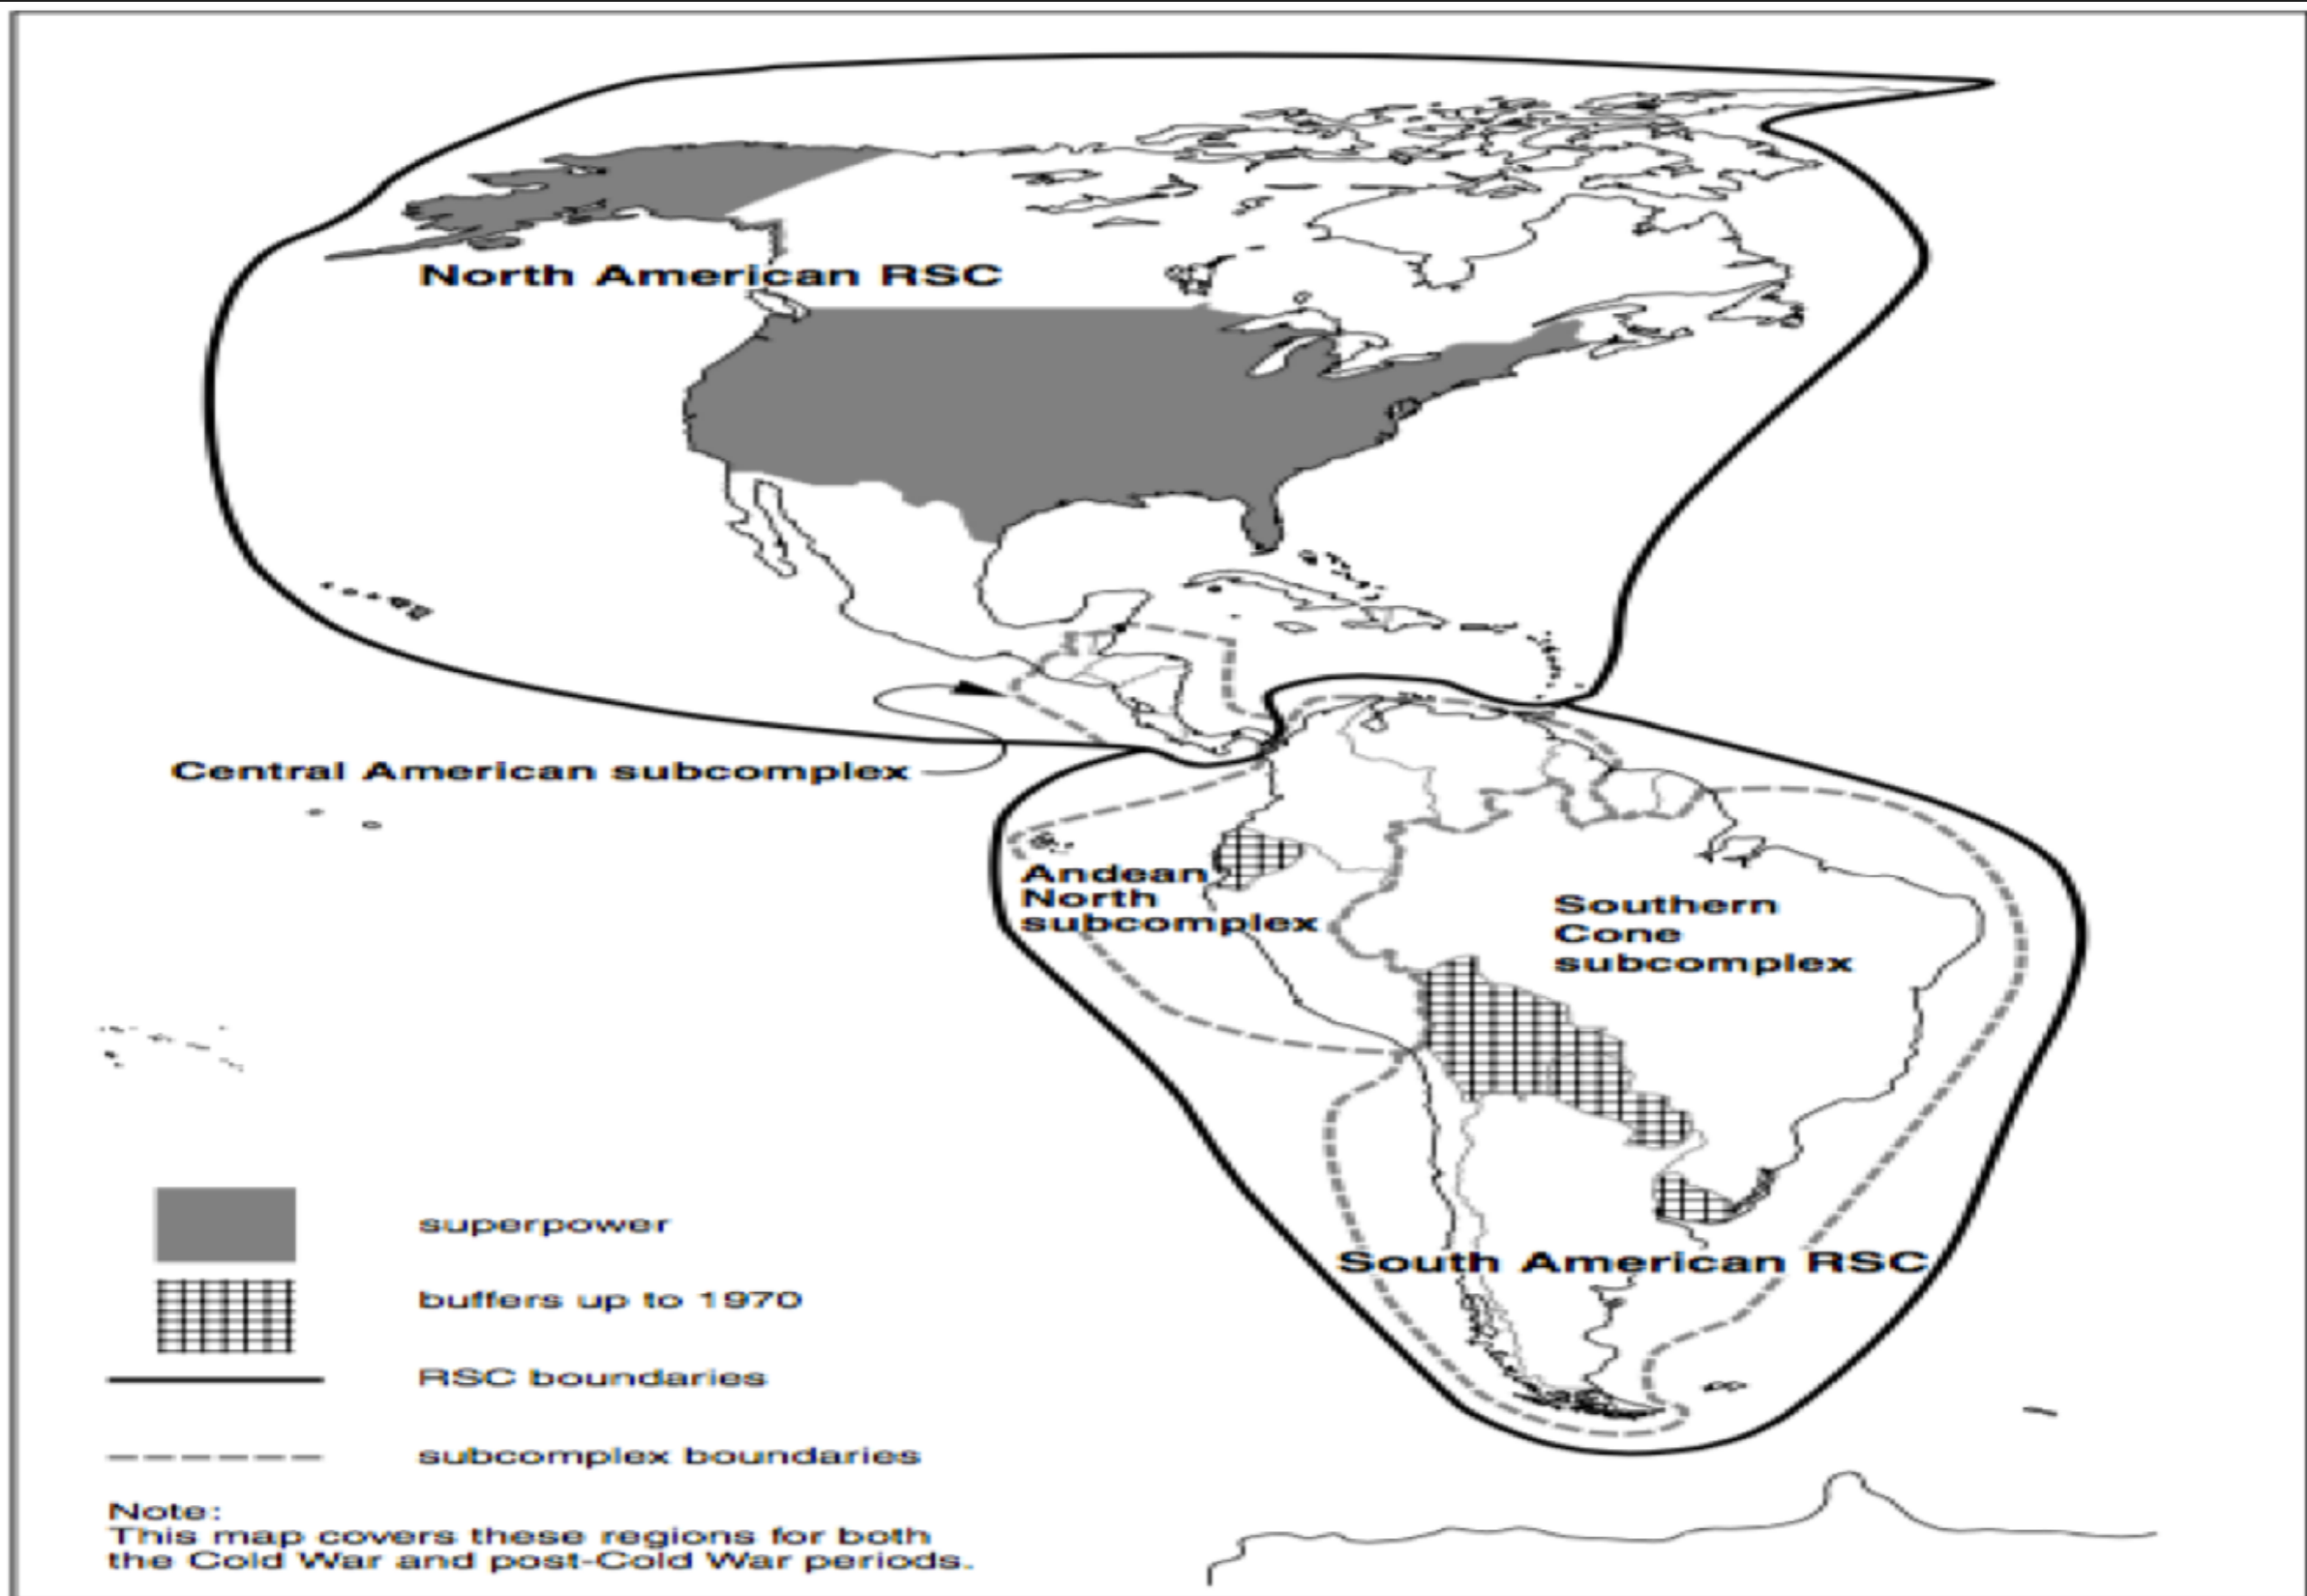 North American RSC
Central American subcomplex
Andean
North
subcomplex
Southern
Cone
subcomplex
South American RSC
superpower
buffers up to 1970
RSC boundaries
subcomplex boundaries
Note:
This map covers these regions for both
the Cold War and post-Cold War periods.